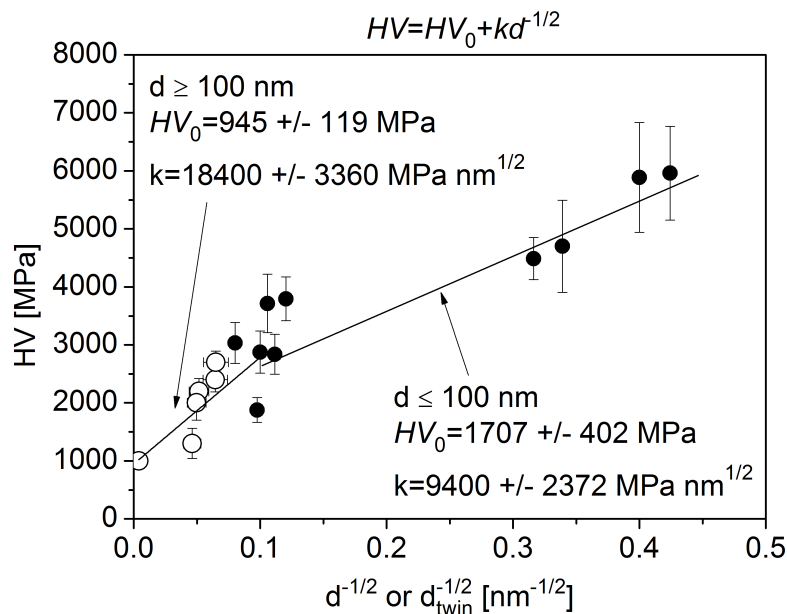 HV=HV₀+kd⁻¹/²
8000
7000
6000
5000
4000
3000
2000
1000
0
HV [MPa]
d ≥ 100 nm
HV₀=945 +/- 119 MPa
k=18400 +/- 3360 MPa nm¹/²
d ≤ 100 nm
HV₀=1707 +/- 402 MPa
k=9400 +/- 2372 MPa nm¹/²
0.0 0.1 0.2 0.3 0.4 0.5
d⁻¹/² or d_twin⁻¹/² [nm⁻¹/²]